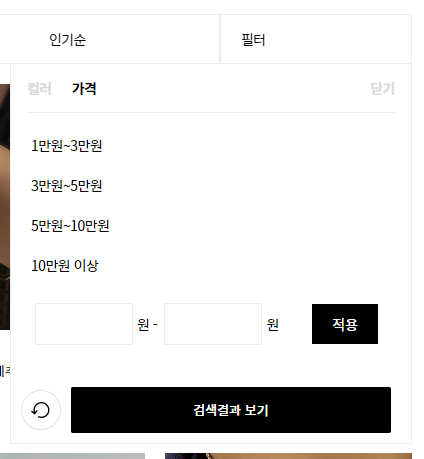 인기순 필터
컬러 가격 닫기
1만원~3만원
3만원~5만원
5만원~10만원
10만원 이상
원 - 원 적용
검색결과 보기